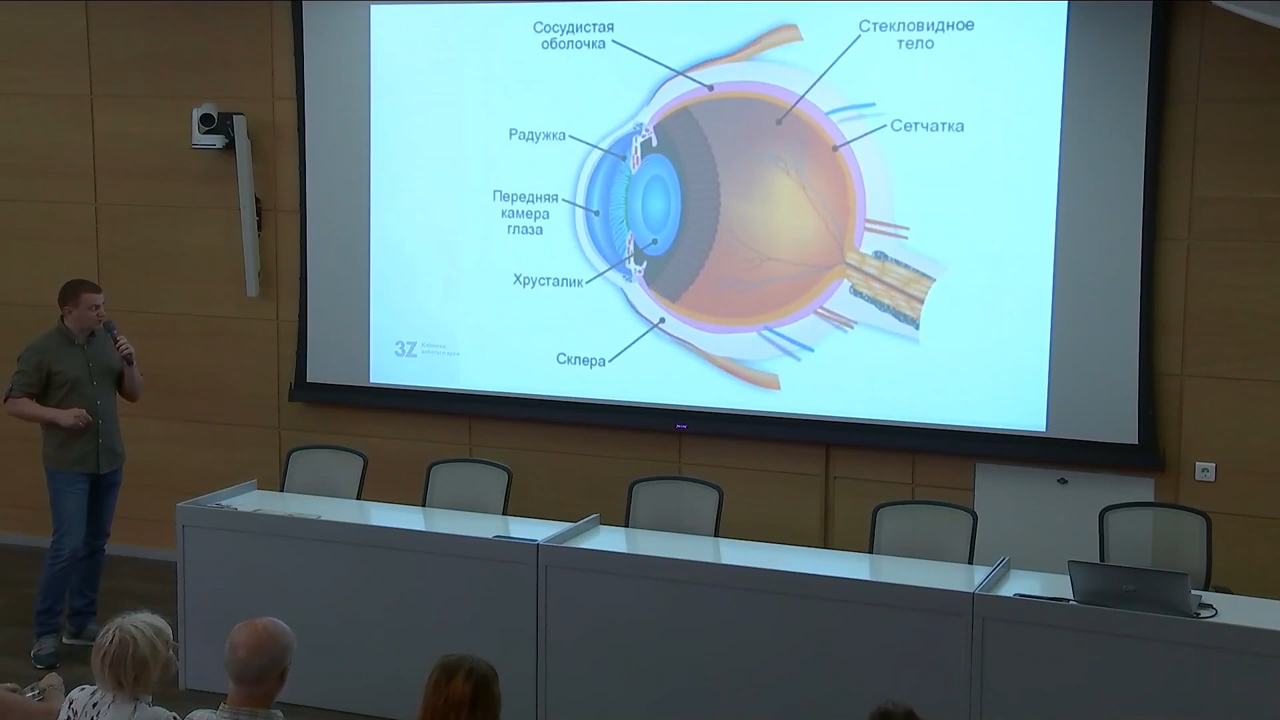 Сосудистая
оболочка
Стекловидное
тело
Радужка
Сетчатка
Передняя
камера
глаза
Хрусталик
Склера
3Z